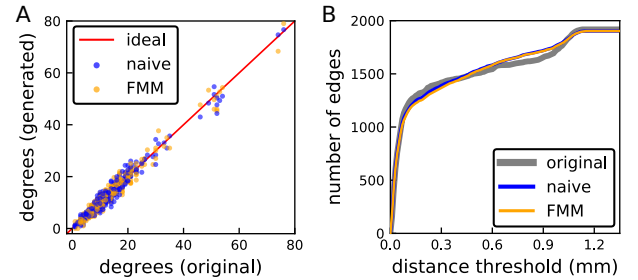 A
80
60
40
20
0
degrees (generated)
ideal
naive
FMM
0 20 40 60 80
degrees (original)
B
2000
1500
1000
500
0
number of edges
original
naive
FMM
0.0 0.3 0.6 0.9 1.2
distance threshold (mm)